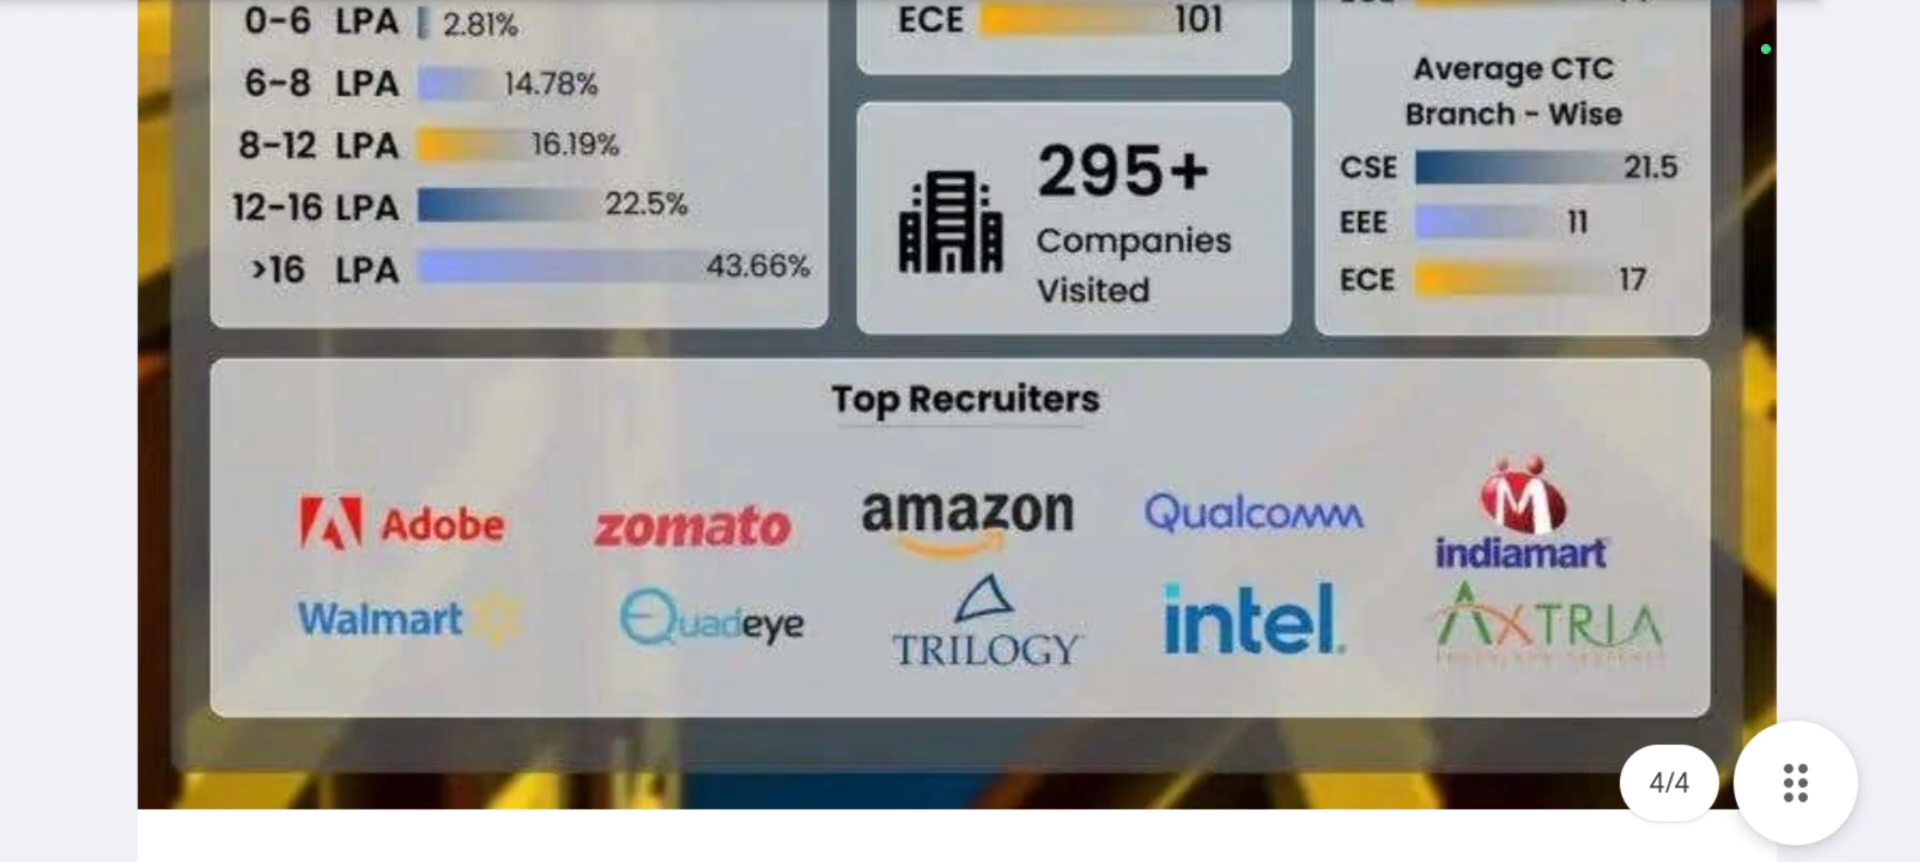 0-6 LPA 2.81%
6-8 LPA 14.78%
8-12 LPA 16.19%
12-16 LPA 22.5%
>16 LPA 43.66%
ECE 101
295+
Companies
Visited
Average CTC
Branch - Wise
CSE 21.5
EEE 11
ECE 17
Top Recruiters
Adobe
zomato
amazon
Qualcomm
M
indiamart
Walmart
Quadeye
TRILOGY
intel.
AXTRIA
4/4